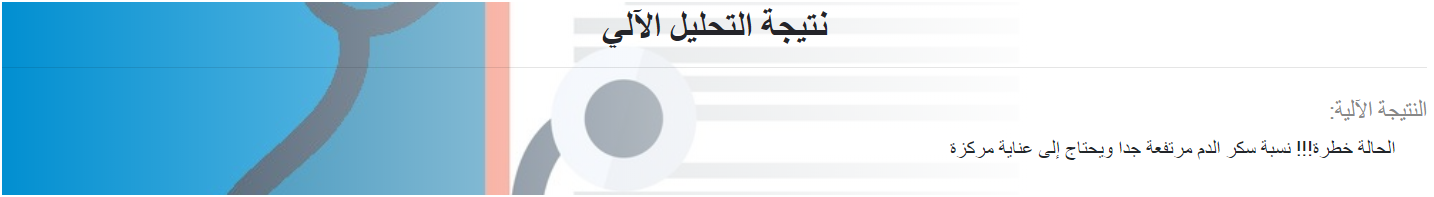 نتيجة التحليل الآلي
النتيجة الآلية:
الحالة خطرة!!! نسبة سكر الدم مرتفعة جدا ويحتاج إلى عناية مركزة